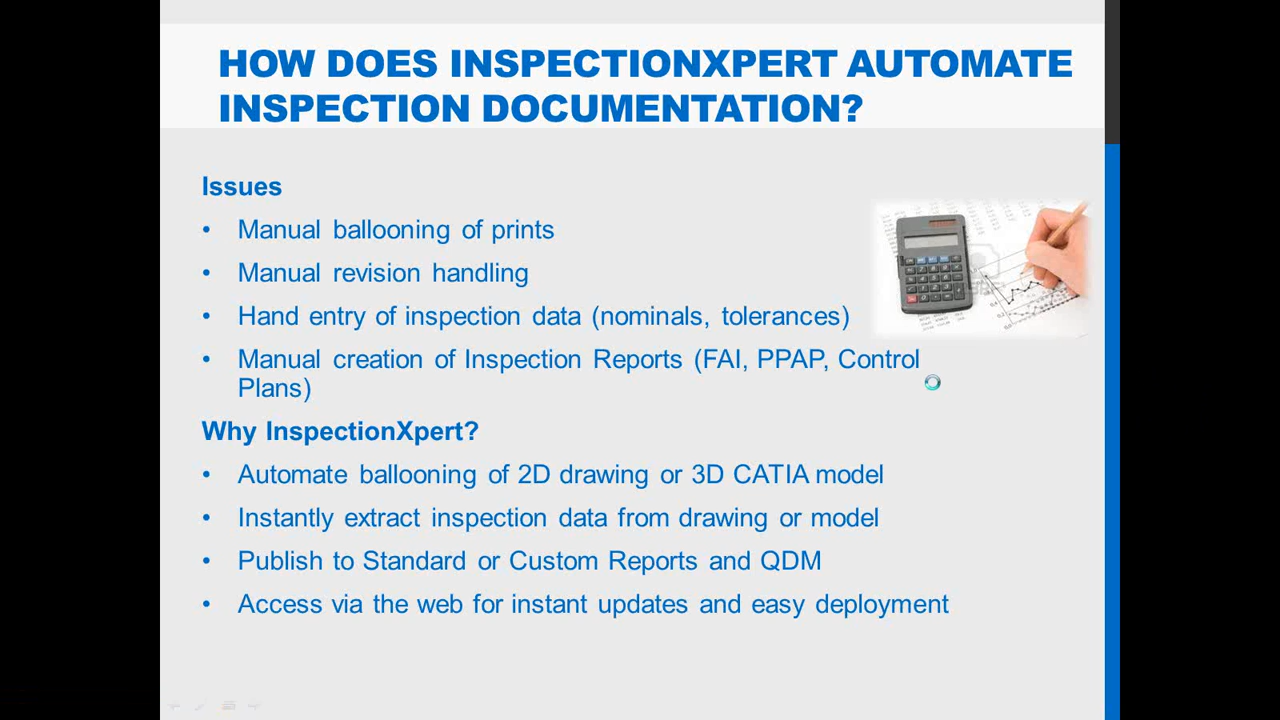 HOW DOES INSPECTIONXPERT AUTOMATE
INSPECTION DOCUMENTATION?
Issues
• Manual ballooning of prints
• Manual revision handling
• Hand entry of inspection data (nominals, tolerances)
• Manual creation of Inspection Reports (FAI, PPAP, Control
Plans)
Why InspectionXpert?
• Automate ballooning of 2D drawing or 3D CATIA model
• Instantly extract inspection data from drawing or model
• Publish to Standard or Custom Reports and QDM
• Access via the web for instant updates and easy deployment